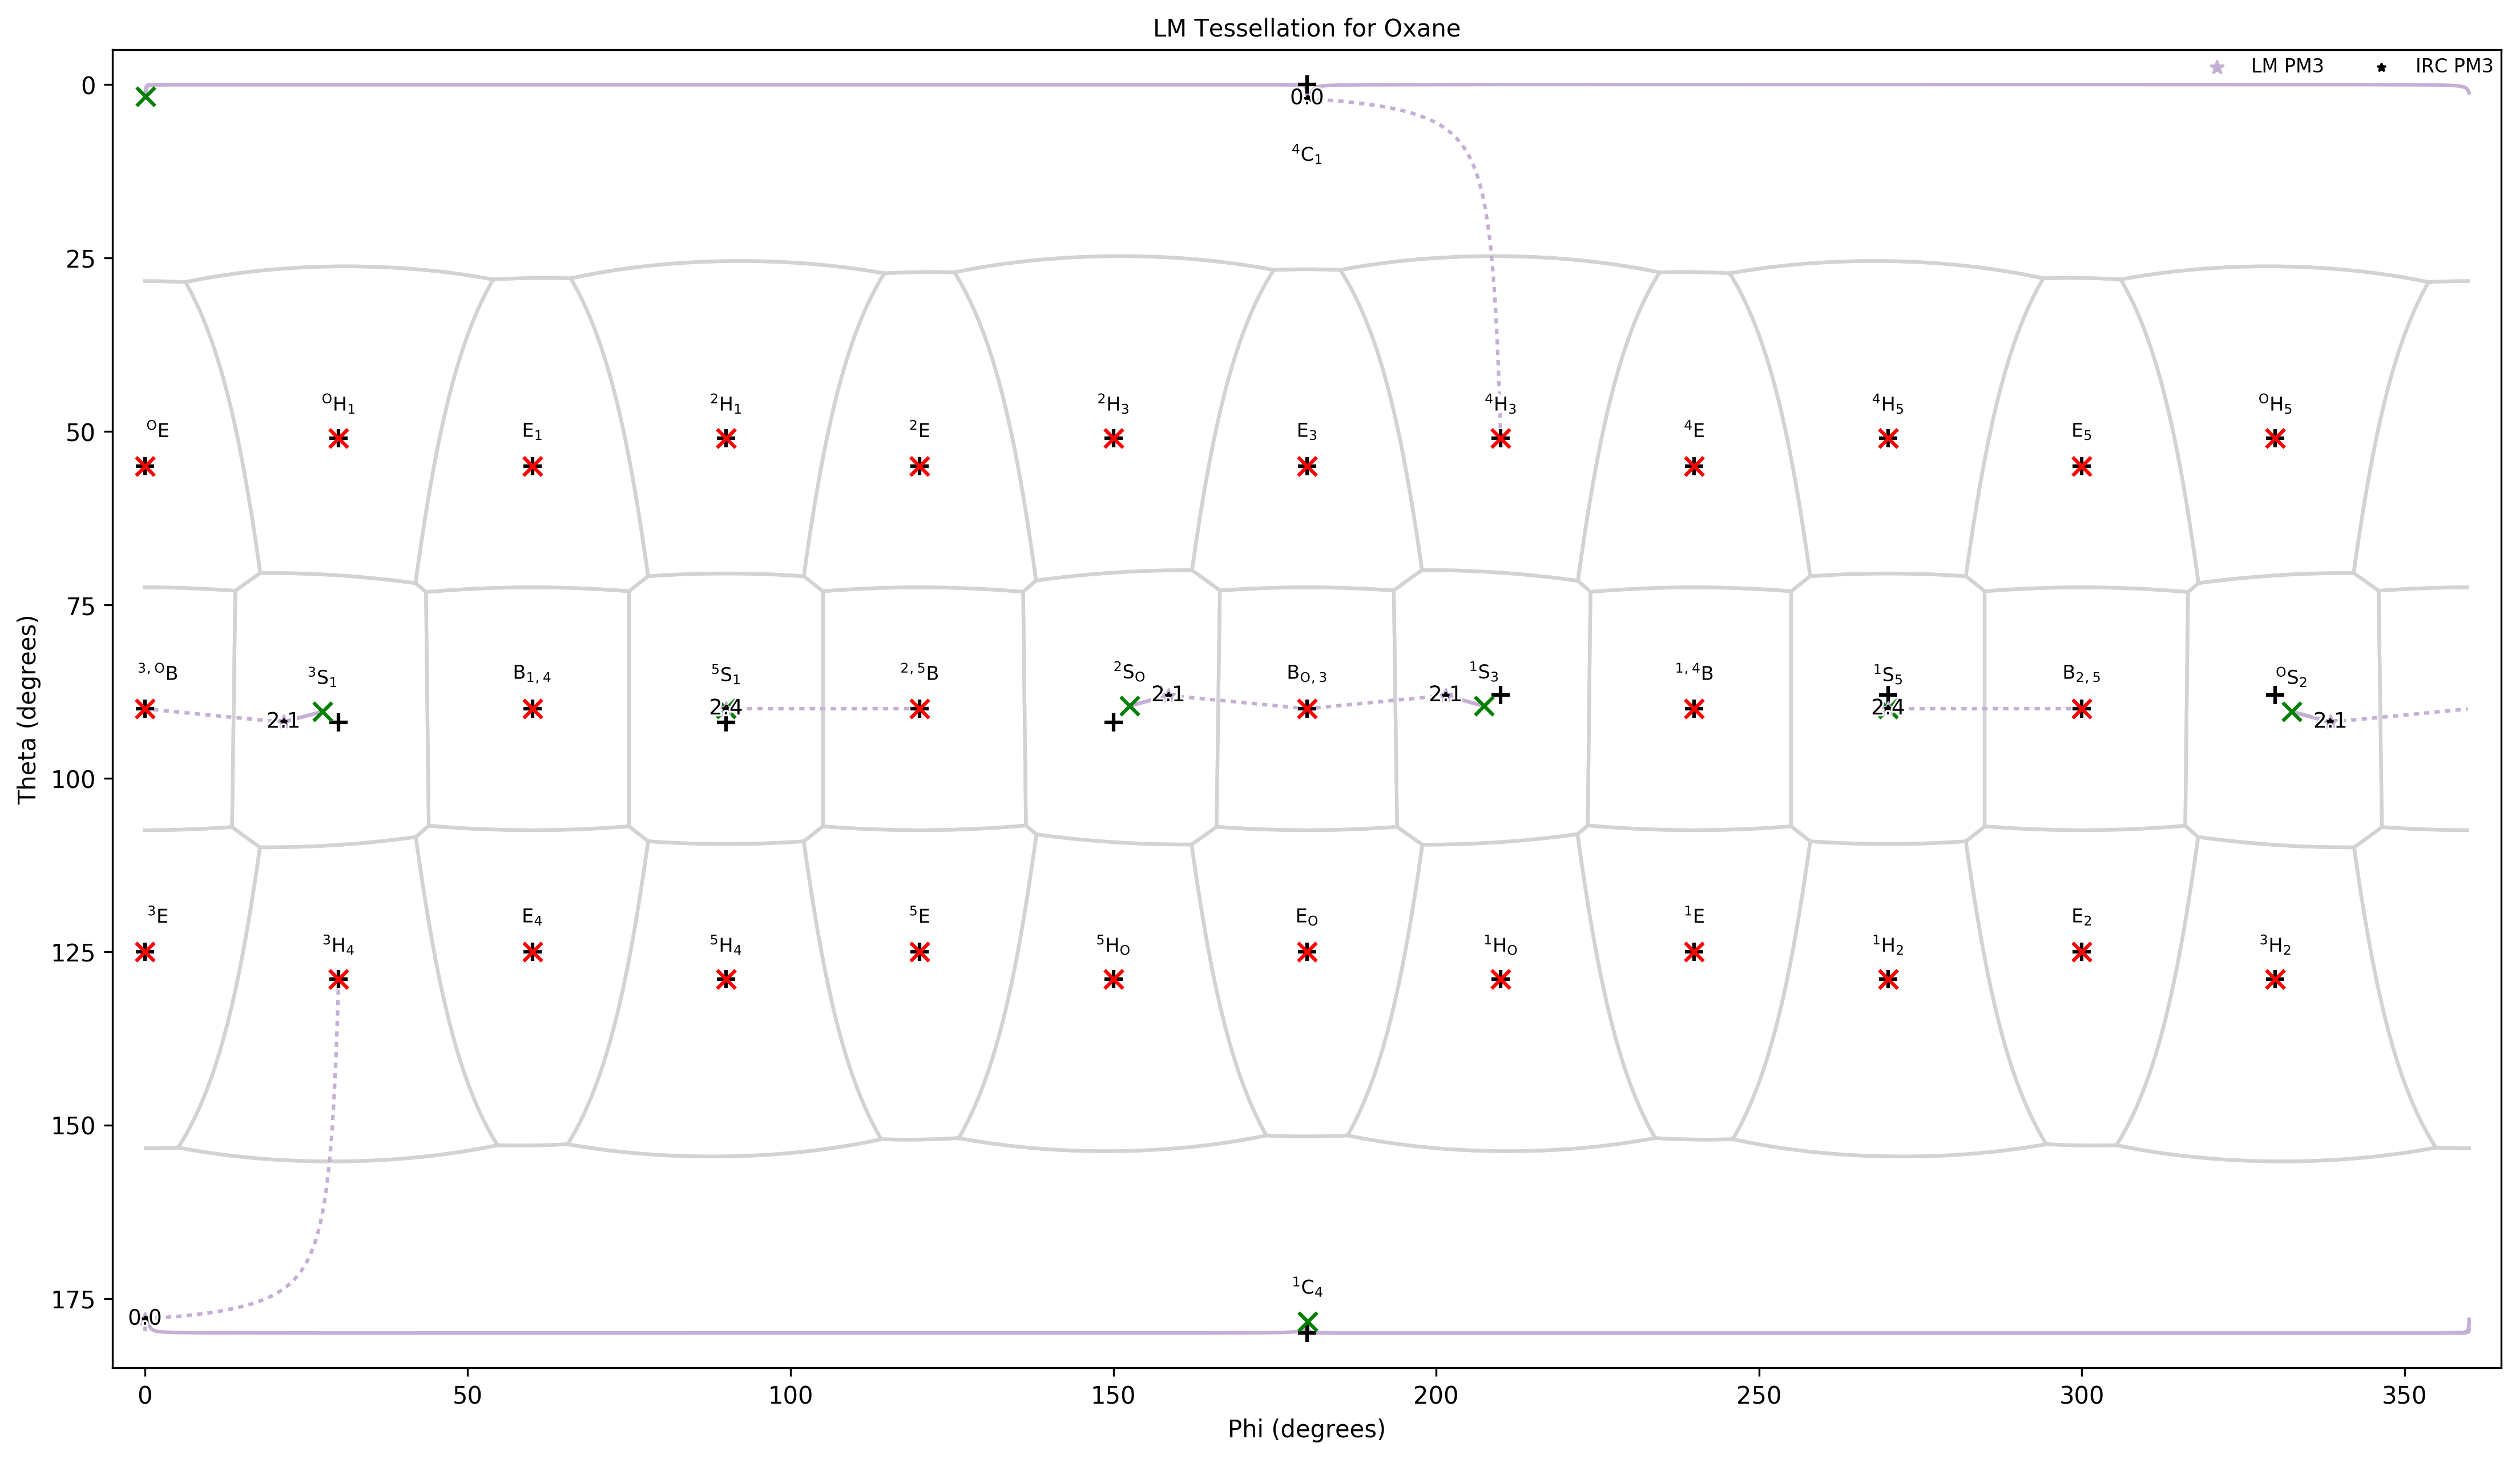 LM Tessellation for Oxane
LM PM3 IRC PM3
0
0.0
⁴C₁
25
ᴼH₁ ²H₁ ²H₃ ⁴H₃ ⁴H₅ ᴼH₅
ᴼE E₁ ²E E₃ ⁴E E₅
50
75
³,ᴼB ³S₁ B₁,₄ ⁵S₁ ²,⁵B ²Sₒ Bₒ,₃ ¹S₃ ¹,⁴B ¹S₅ B₂,₅ ᴼS₂
2.1 2.4 2.1 2.1 2.4 2.1
100
³E E₄ ⁵E Eₒ ¹E E₂
³H₄ ⁵H₄ ⁵Hₒ ¹Hₒ ¹H₂ ³H₂
125
150
¹C₄
175
0.0
0 50 100 150 200 250 300 350
Phi (degrees)
Theta (degrees)